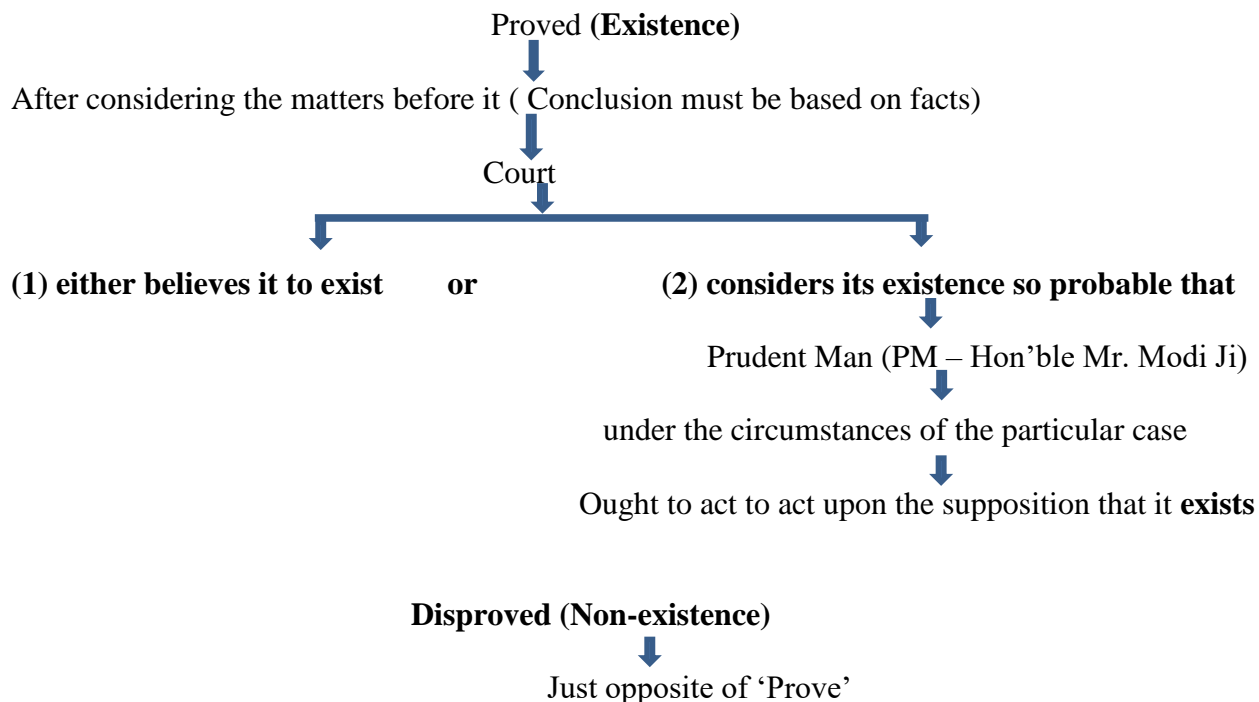 Proved (Existence)
After considering the matters before it ( Conclusion must be based on facts)
Court
(1) either believes it to exist or (2) considers its existence so probable that
Prudent Man (PM – Hon’ble Mr. Modi Ji)
under the circumstances of the particular case
Ought to act to act upon the supposition that it exists
Disproved (Non-existence)
Just opposite of ‘Prove’